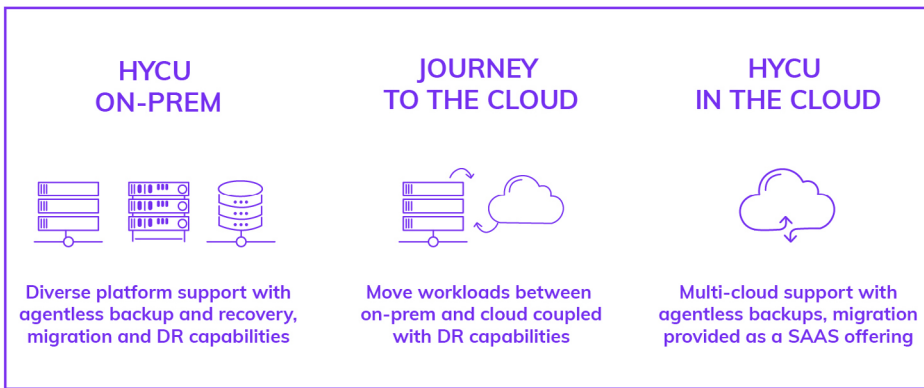 HYCU
ON-PREM
Diverse platform support with
agentless backup and recovery,
migration and DR capabilities
JOURNEY
TO THE CLOUD
Move workloads between
on-prem and cloud coupled
with DR capabilities
HYCU
IN THE CLOUD
Multi-cloud support with
agentless backups, migration
provided as a SAAS offering